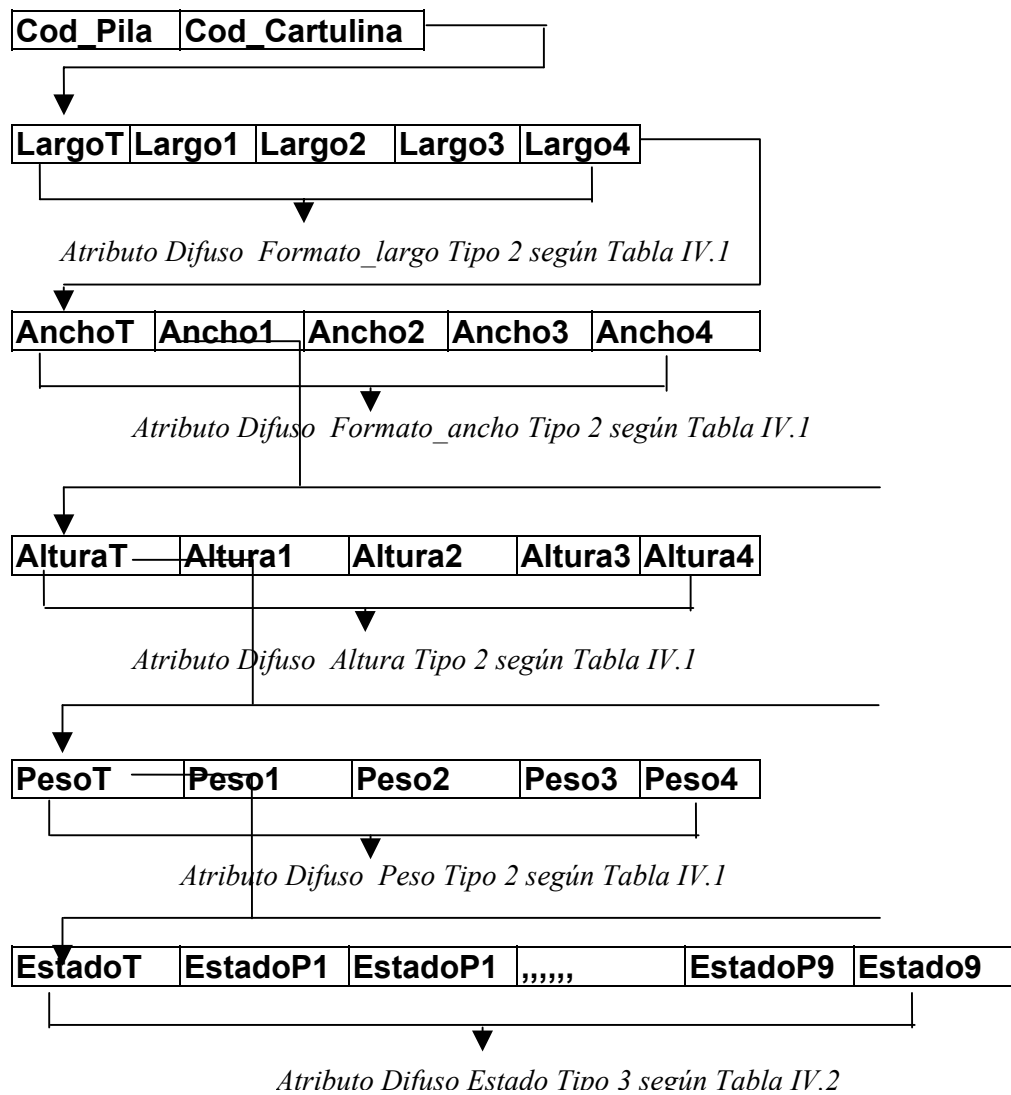 Cod_Pila Cod_Cartulina
LargoT Largo1 Largo2 Largo3 Largo4
Atributo Difuso Formato_largo Tipo 2 según Tabla IV.1
AnchoT Ancho1 Ancho2 Ancho3 Ancho4
Atributo Difuso Formato_ancho Tipo 2 según Tabla IV.1
AlturaT Altura1 Altura2 Altura3 Altura4
Atributo Difuso Altura Tipo 2 según Tabla IV.1
PesoT Peso1 Peso2 Peso3 Peso4
Atributo Difuso Peso Tipo 2 según Tabla IV.1
EstadoT EstadoP1 EstadoP1 ,,,,,, EstadoP9 Estado9
Atributo Difuso Estado Tipo 3 según Tabla IV.2